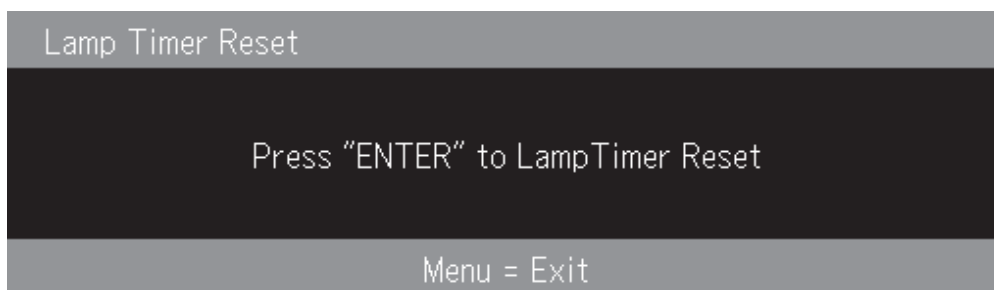 Lamp Timer Reset
Press "ENTER" to LampTimer Reset
Menu = Exit